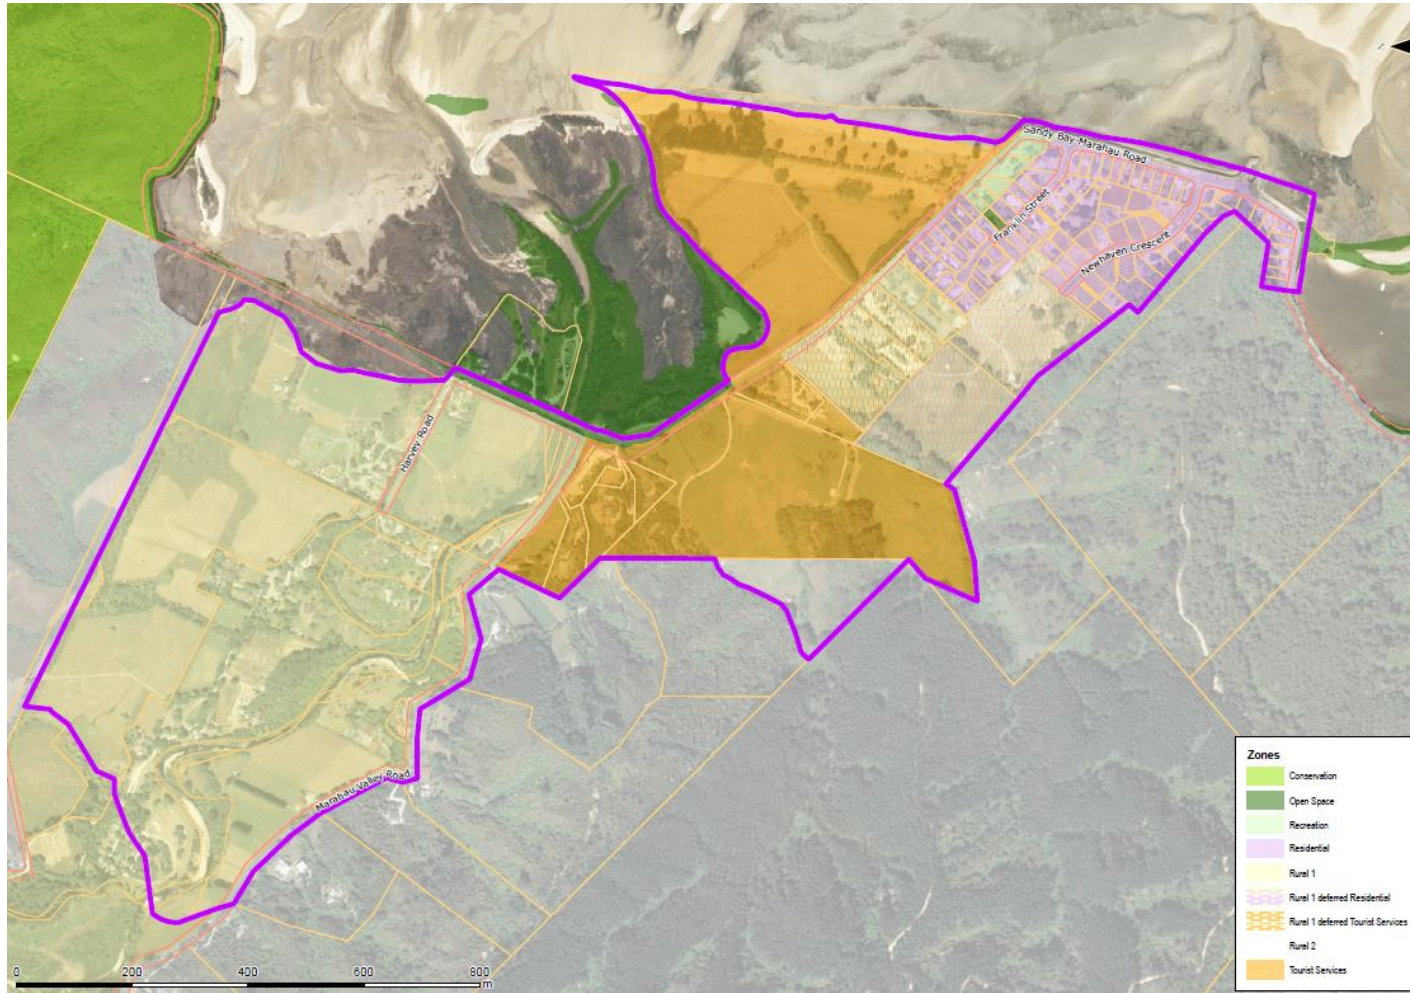 Sandy Bay-Marahau Road
Franklin Street
Newhaven Crescent
Harvey Road
Marahau Valley Road
Zones
Conservation
Open Space
Recreation
Residential
Rural 1
Rural 1 deferred Residential
Rural 1 deferred Tourist Services
Rural 2
Tourist Services
0 200 400 600 800
m